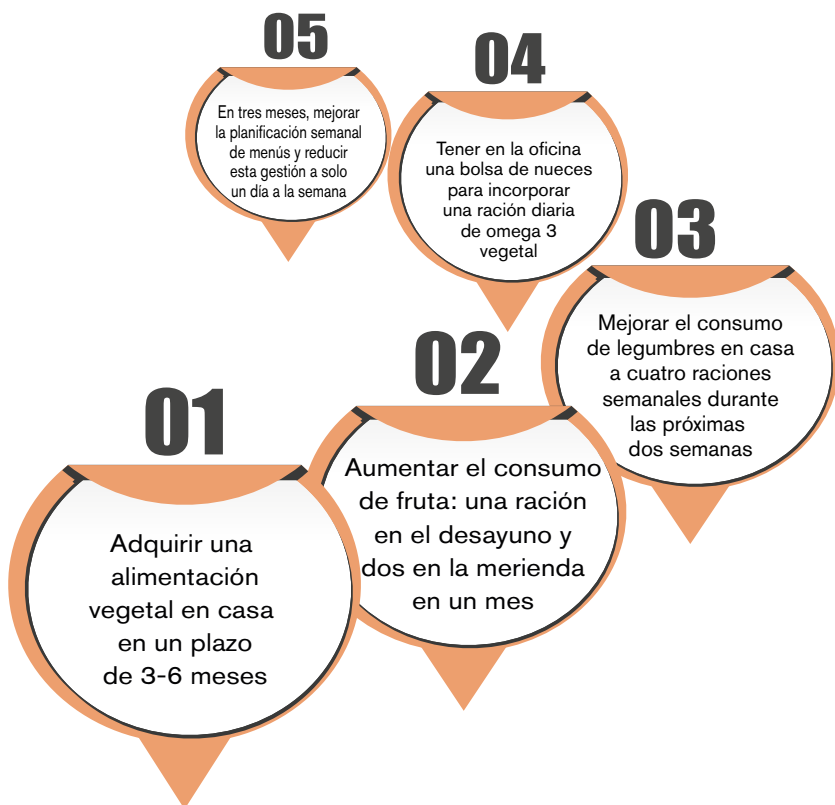 05
En tres meses, mejorar
la planificación semanal
de menús y reducir
esta gestión a solo
un día a la semana
04
Tener en la oficina
una bolsa de nueces
para incorporar
una ración diaria
de omega 3
vegetal
03
Mejorar el consumo
de legumbres en casa
a cuatro raciones
semanales durante
las próximas
dos semanas
02
Aumentar el consumo
de fruta: una ración
en el desayuno y
dos en la merienda
en un mes
01
Adquirir una
alimentación
vegetal en casa
en un plazo
de 3-6 meses